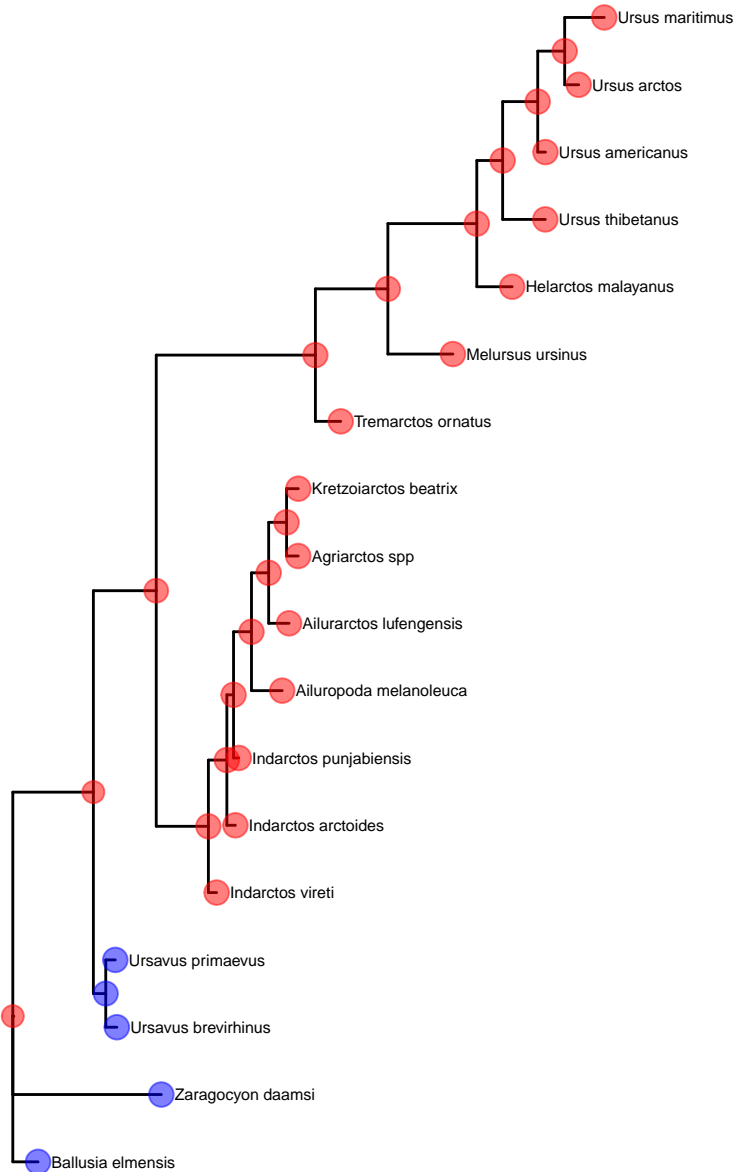 Ursus maritimus
Ursus arctos
Ursus americanus
Ursus thibetanus
Helarctos malayanus
Melursus ursinus
Tremarctos ornatus
Kretzoiarctos beatrix
Agriarctos spp
Ailurarctos lufengensis
Ailuropoda melanoleuca
Indarctos punjabiensis
Indarctos arctoides
Indarctos vireti
Ursavus primaevus
Ursavus brevirhinus
Zaragocyon daamsi
Ballusia elmensis